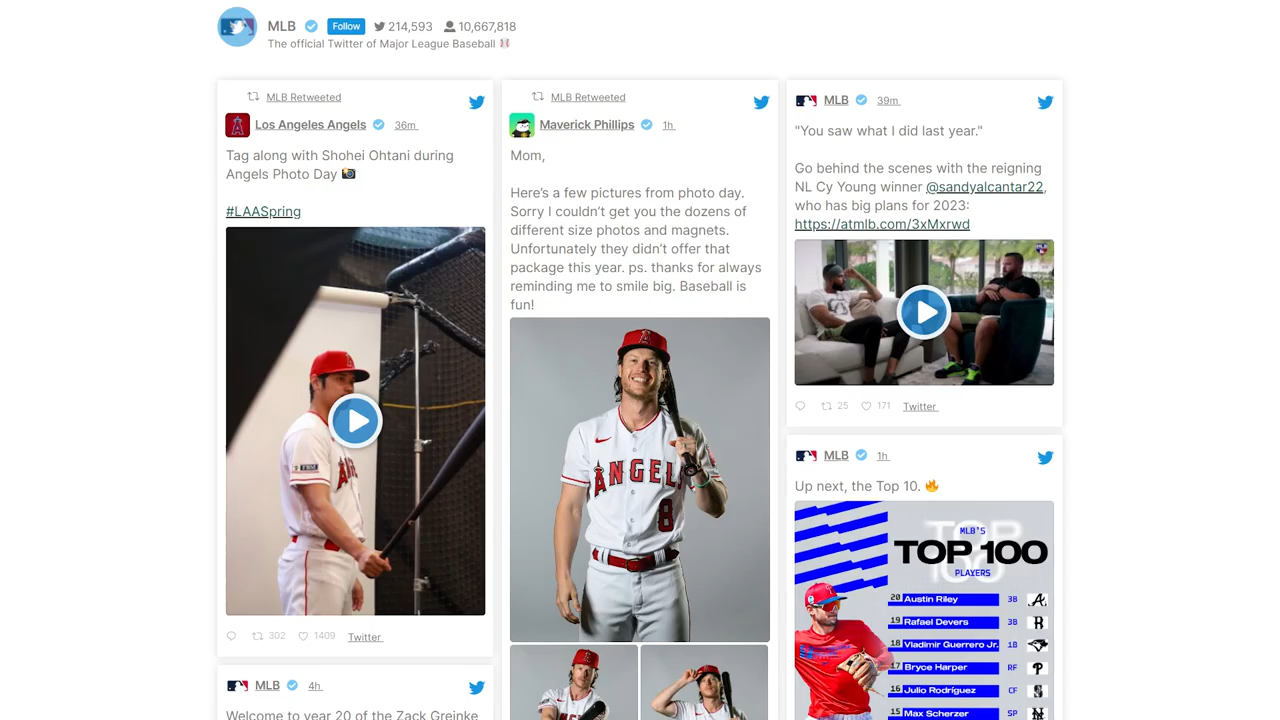 MLB Follow 214,593 10,667,818
The official Twitter of Major League Baseball
MLB Retweeted
Los Angeles Angels 36m
Tag along with Shohei Ohtani during
Angels Photo Day
#LAASpring
302 1409 Twitter
MLB 4h
Welcome to year 20 of the Zack Greinke
MLB Retweeted
Maverick Phillips 1h
Mom,
Here's a few pictures from photo day.
Sorry I couldn't get you the dozens of
different size photos and magnets.
Unfortunately they didn't offer that
package this year. ps. thanks for always
reminding me to smile big. Baseball is
fun!
ANGELS
8
MLB 39m
"You saw what I did last year."
Go behind the scenes with the reigning
NL Cy Young winner @sandyalcantar22,
who has big plans for 2023:
https://atmlb.com/3xMxrwd
25 171 Twitter
MLB 1h
Up next, the Top 10.
MLB'S
TOP 100
PLAYERS
20 Austin Riley 3B
19 Rafael Devers 3B
18 Vladimir Guerrero Jr. 1B
17 Bryce Harper RF
16 Julio Rodríguez CF
15 Max Scherzer SP